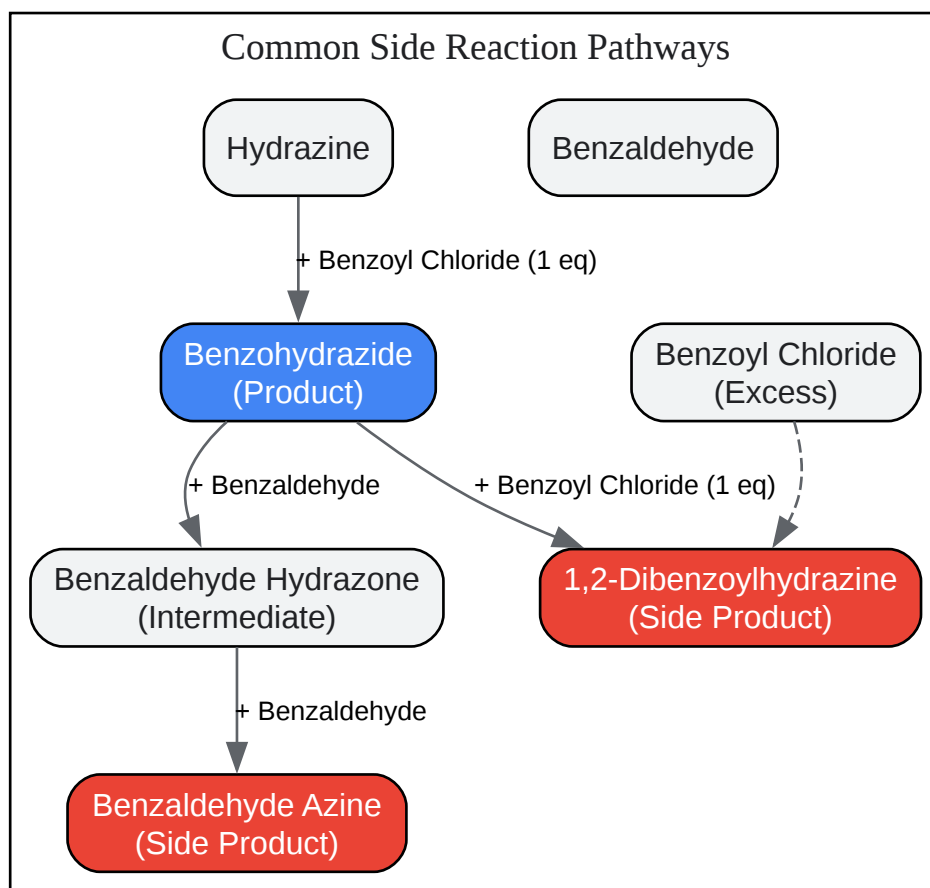 Common Side Reaction Pathways
Hydrazine
Benzaldehyde
+ Benzoyl Chloride (1 eq)
Benzohydrazide
(Product)
Benzoyl Chloride
(Excess)
+ Benzaldehyde
+ Benzoyl Chloride (1 eq)
Benzaldehyde Hydrazone
(Intermediate)
1,2-Dibenzoylhydrazine
(Side Product)
+ Benzaldehyde
Benzaldehyde Azine
(Side Product)